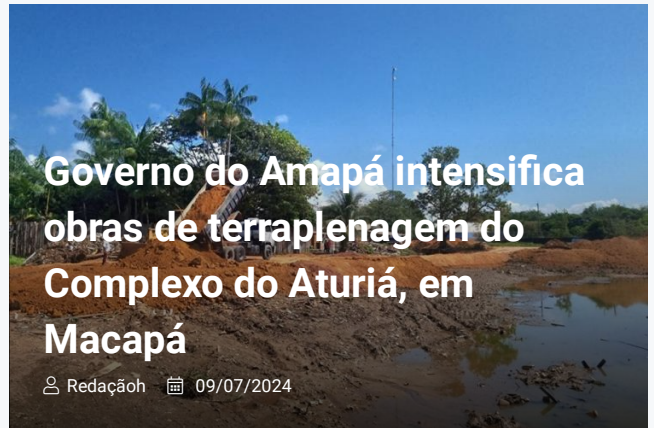 Governo do Amapá intensifica
obras de terraplenagem do
Complexo do Aturiá, em
Macapá
Redaçãoh 09/07/2024